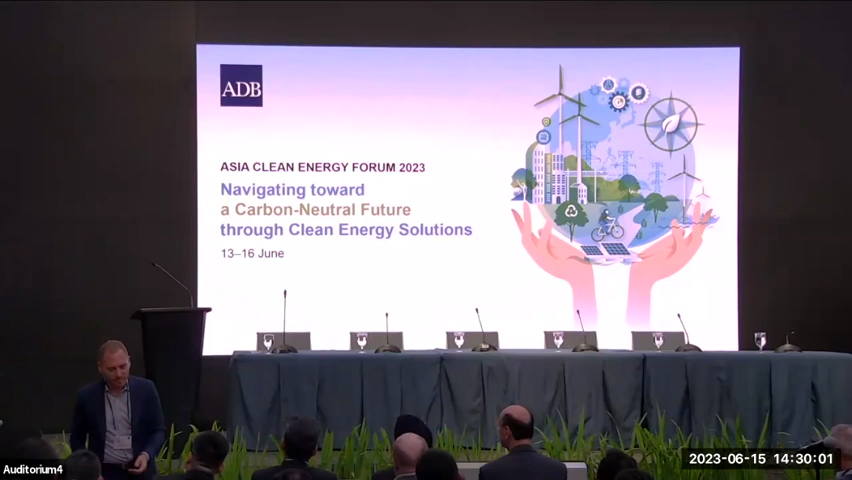 ADB
ASIA CLEAN ENERGY FORUM 2023
Navigating toward
a Carbon-Neutral Future
through Clean Energy Solutions
13–16 June
Auditorium4
2023-06-15 14:30:01